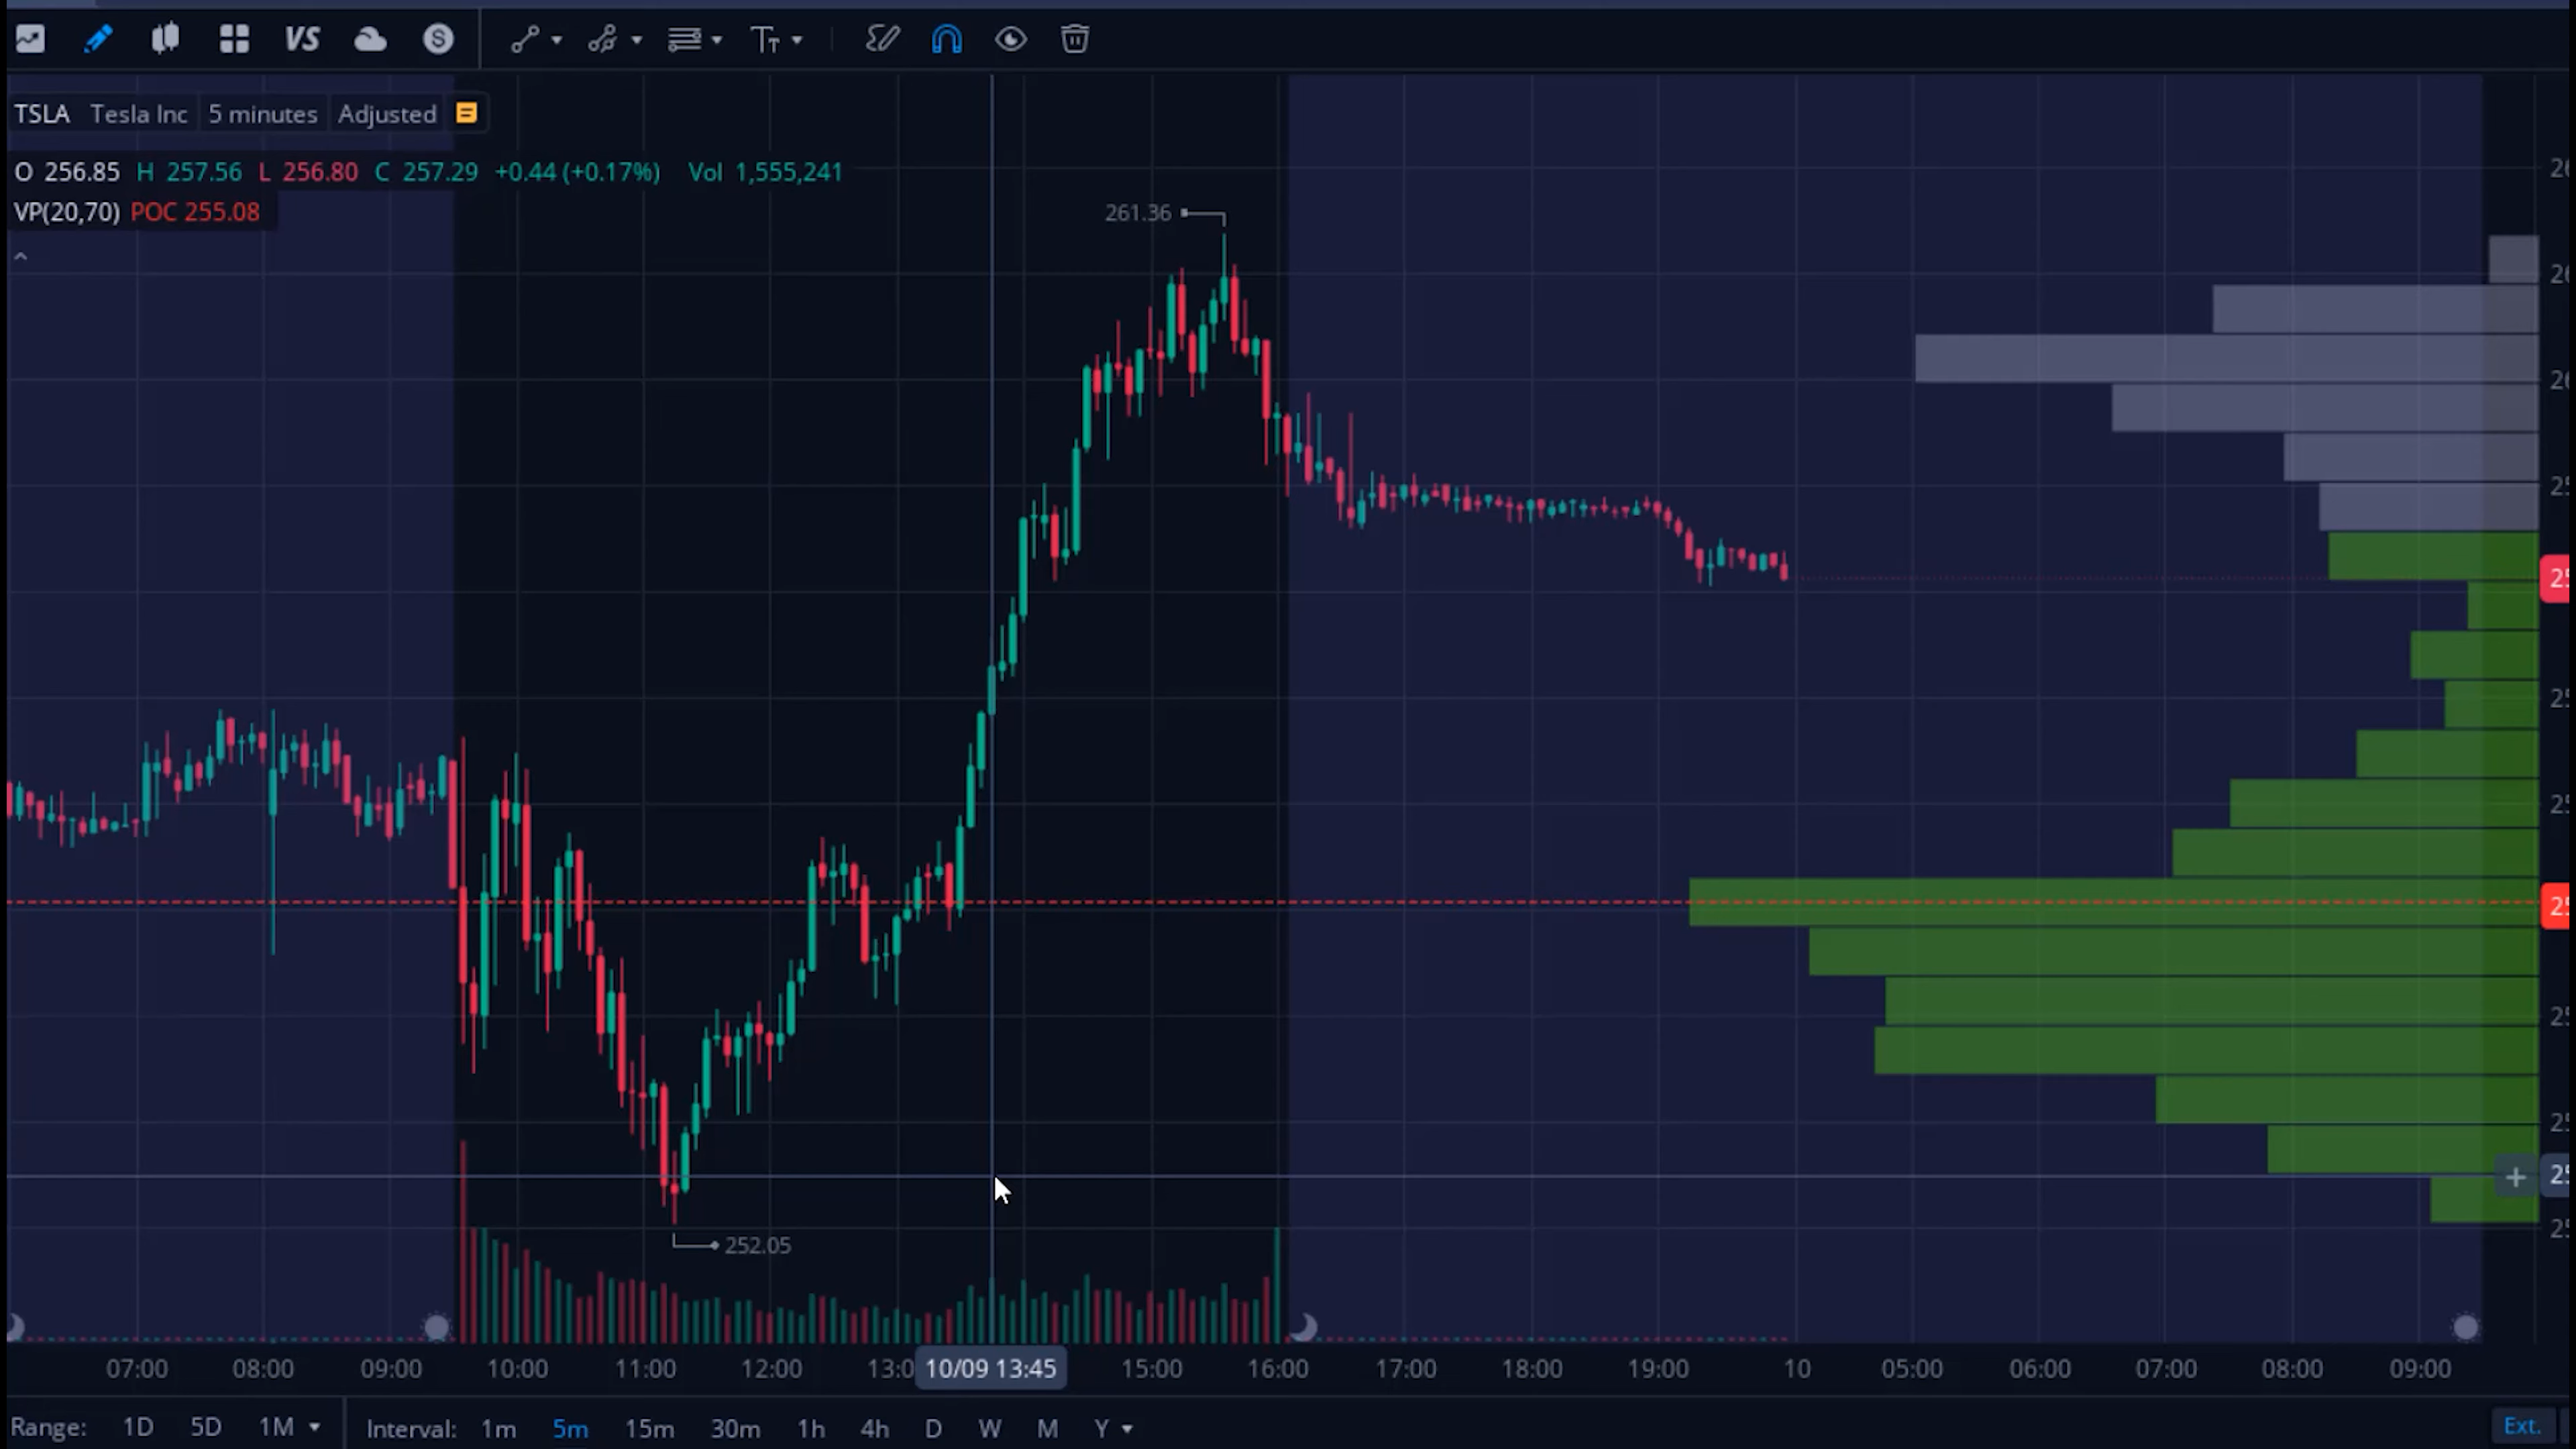 VS S Tт
TSLA Tesla Inc 5 minutes Adjusted
O 256.85 H 257.56 L 256.80 C 257.29 +0.44 (+0.17%) Vol 1,555,241
VP(20,70) POC 255.08
261.36
252.05
07:00 08:00 09:00 10:00 11:00 12:00 10/09 13:45 15:00 16:00 17:00 18:00 19:00 10 05:00 06:00 07:00 08:00 09:00
Range: 1D 5D 1M Interval: 1m 5m 15m 30m 1h 4h D W M Y Ext.